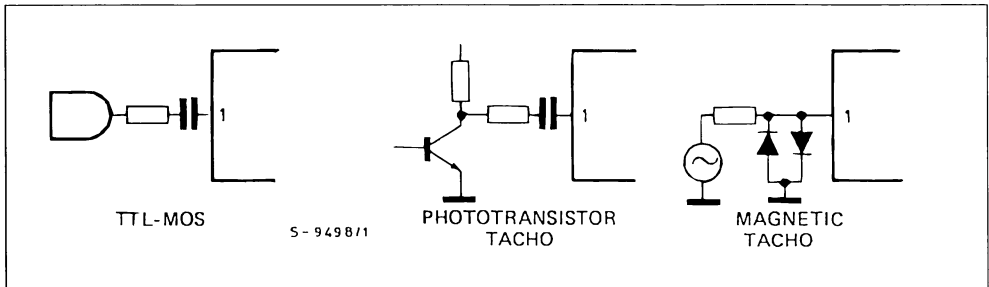 1
1
1
TTL-MOS
S-9498/1
PHOTOTRANSISTOR
TACHO
MAGNETIC
TACHO